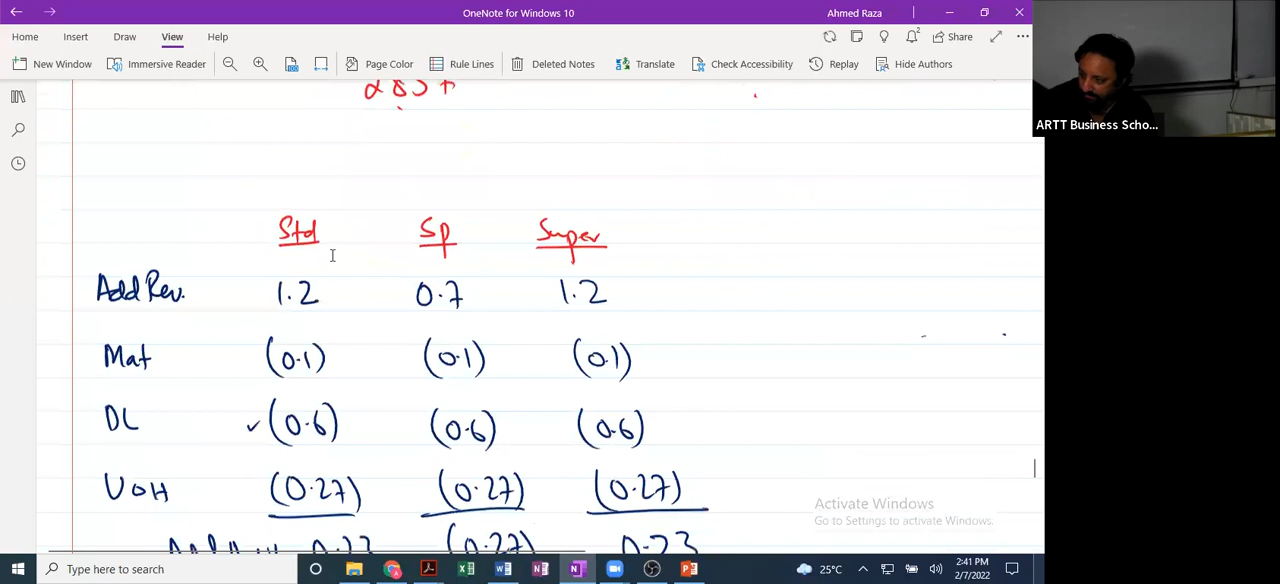 OneNote for Windows 10
Ahmed Raza
Home Insert Draw View Help
Share
New Window Immersive Reader Page Color Rule Lines Deleted Notes Translate Check Accessibility Replay Hide Authors
ARTT Business Scho...
Std Sp Super
Add Rev. 1.2 0.7 1.2
Mat (0.1) (0.1) (0.1)
DL ✓ (0.6) (0.6) (0.6)
VOH (0.27) (0.27) (0.27)
0.23 (0.27) 0.23
Activate Windows
Go to Settings to activate Windows.
Type here to search
25°C
2:41 PM
2/7/2022